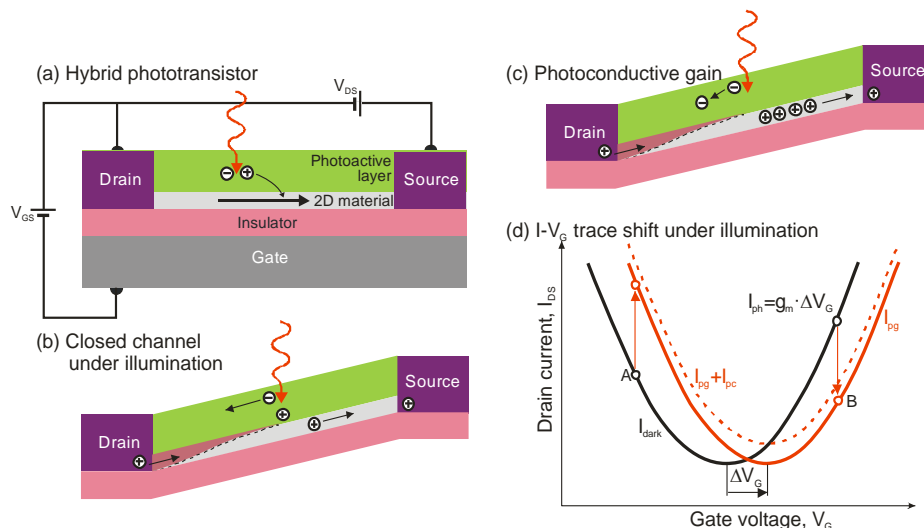 (a) Hybrid phototransistor
V_DS
Photoactive
layer
Drain
Source
2D material
V_GS
Insulator
Gate
(b) Closed channel
under illumination
Source
Drain
(c) Photoconductive gain
Source
Drain
(d) I-V_G trace shift under illumination
Drain current, I_DS
I_ph=g_m·ΔV_G
I_pg
A
I_pg+I_pc
B
I_dark
ΔV_G
Gate voltage, V_G